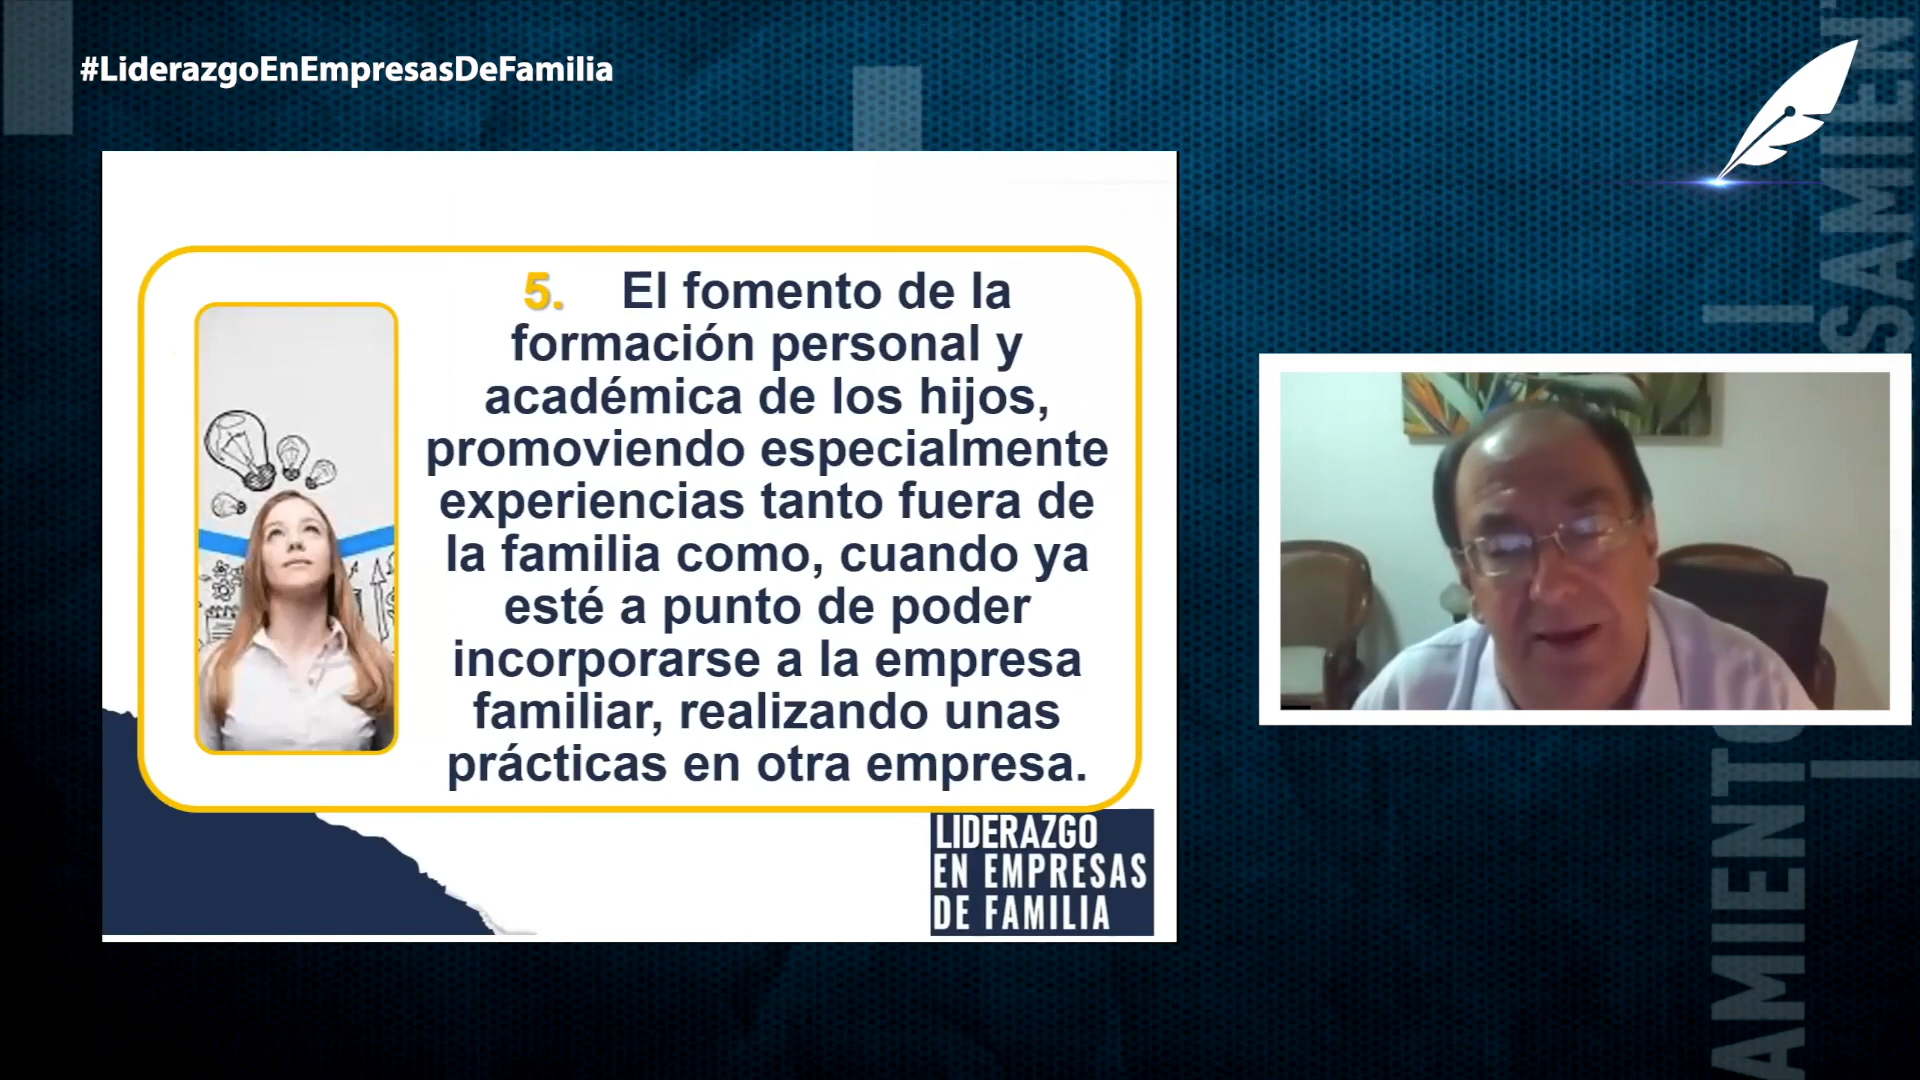 #LiderazgoEnEmpresasDeFamilia
5. El fomento de la
formación personal y
académica de los hijos,
promoviendo especialmente
experiencias tanto fuera de
la familia como, cuando ya
esté a punto de poder
incorporarse a la empresa
familiar, realizando unas
prácticas en otra empresa.
LIDERAZGO
EN EMPRESAS
DE FAMILIA